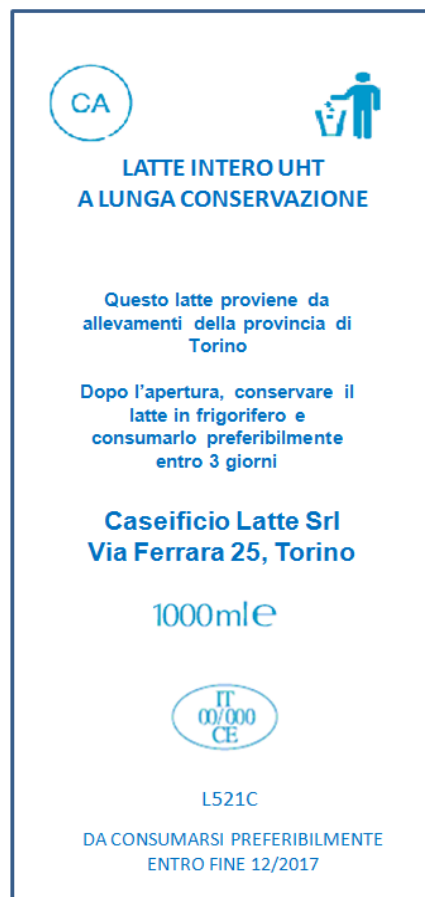 CA
LATTE INTERO UHT
A LUNGA CONSERVAZIONE
Questo latte proviene da
allevamenti della provincia di
Torino
Dopo l'apertura, conservare il
latte in frigorifero e
consumarlo preferibilmente
entro 3 giorni
Caseificio Latte Srl
Via Ferrara 25, Torino
1000ml℮
IT
00/000
CE
L521C
DA CONSUMARSI PREFERIBILMENTE
ENTRO FINE 12/2017